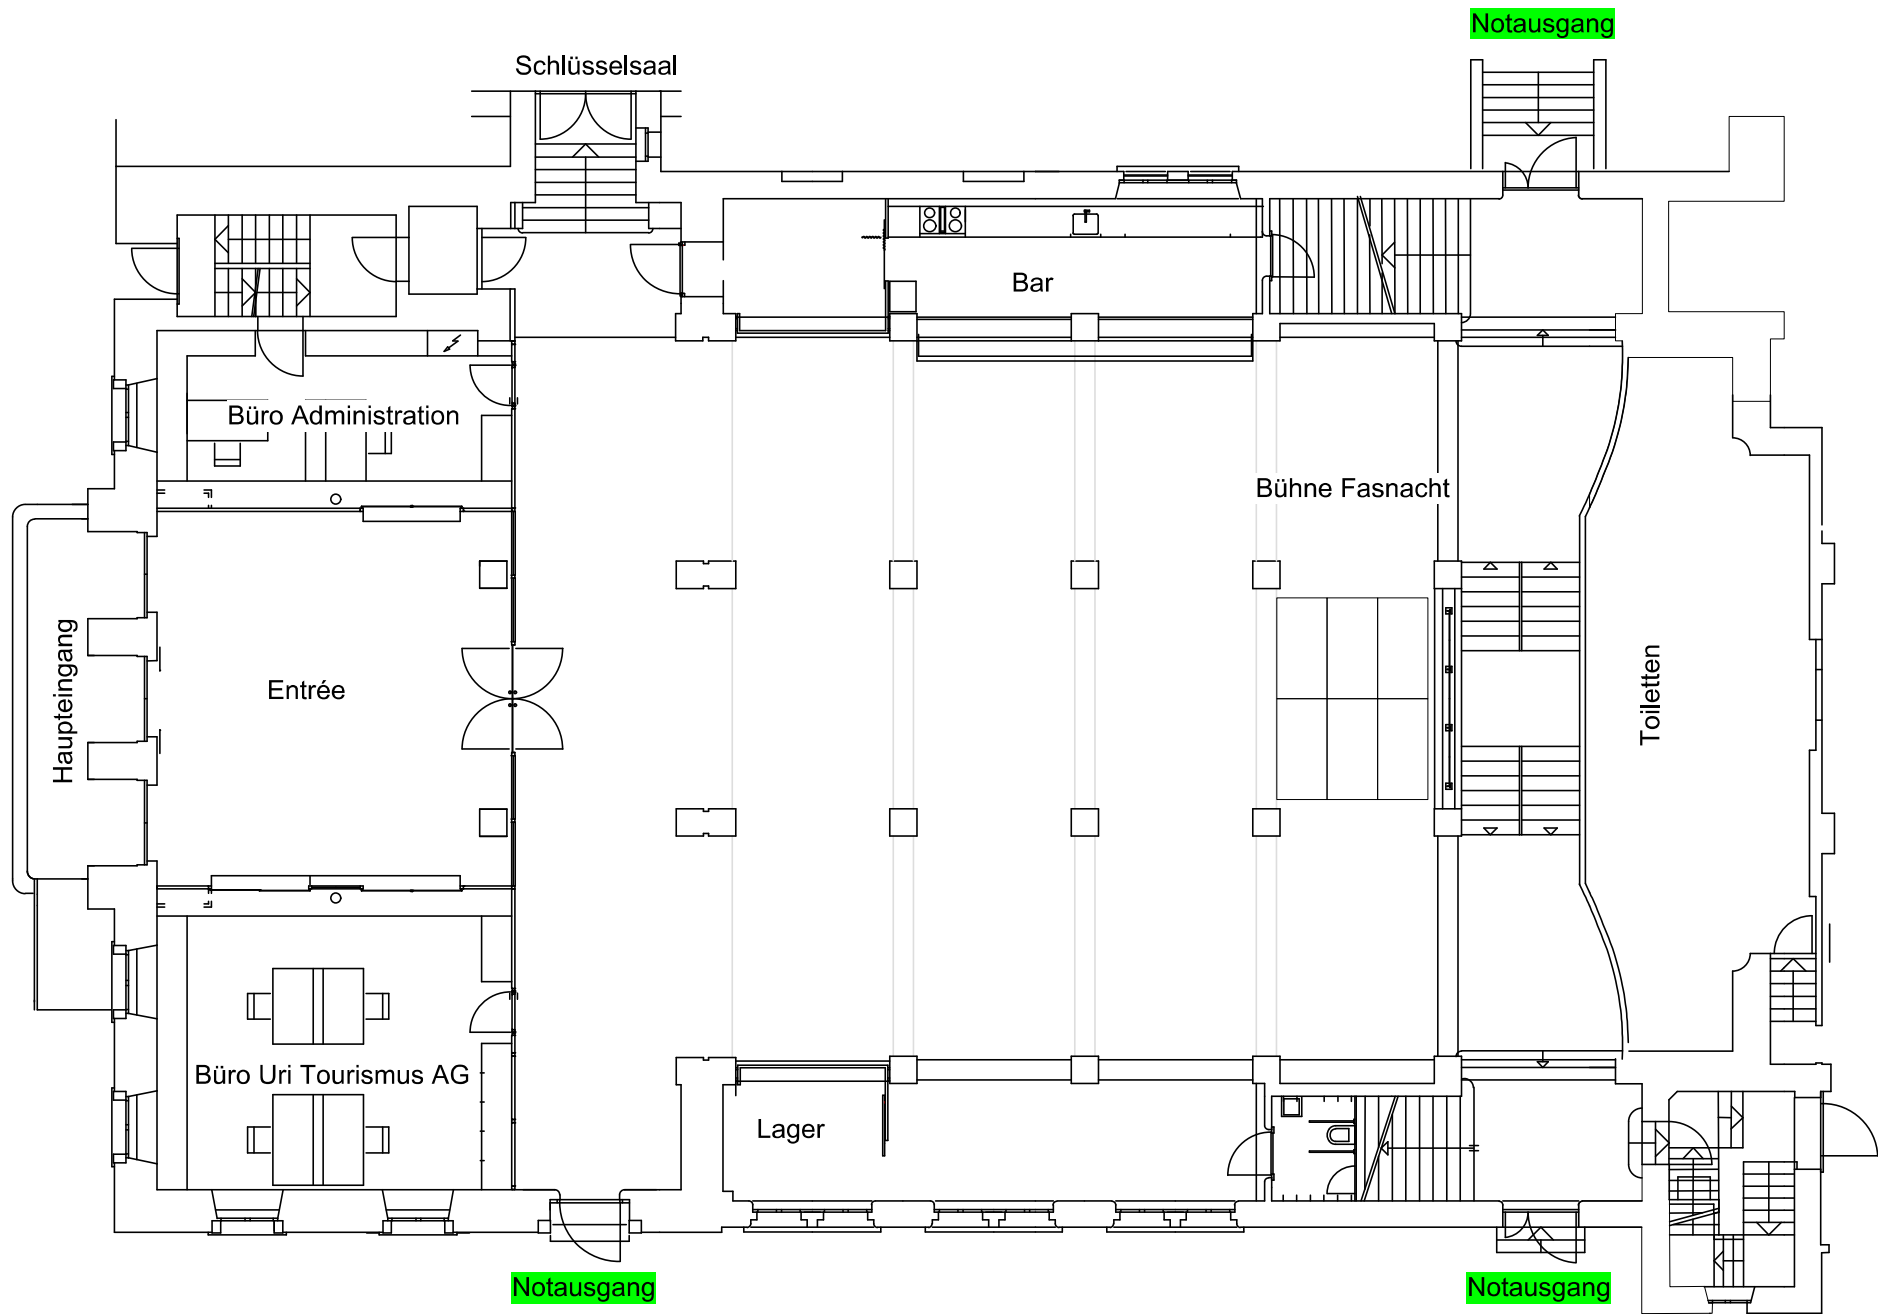 Notausgang
Schlüsselsaal
Bar
Büro Administration
Bühne Fasnacht
Haupteingang
Entrée
Toiletten
Büro Uri Tourismus AG
Lager
Notausgang
Notausgang